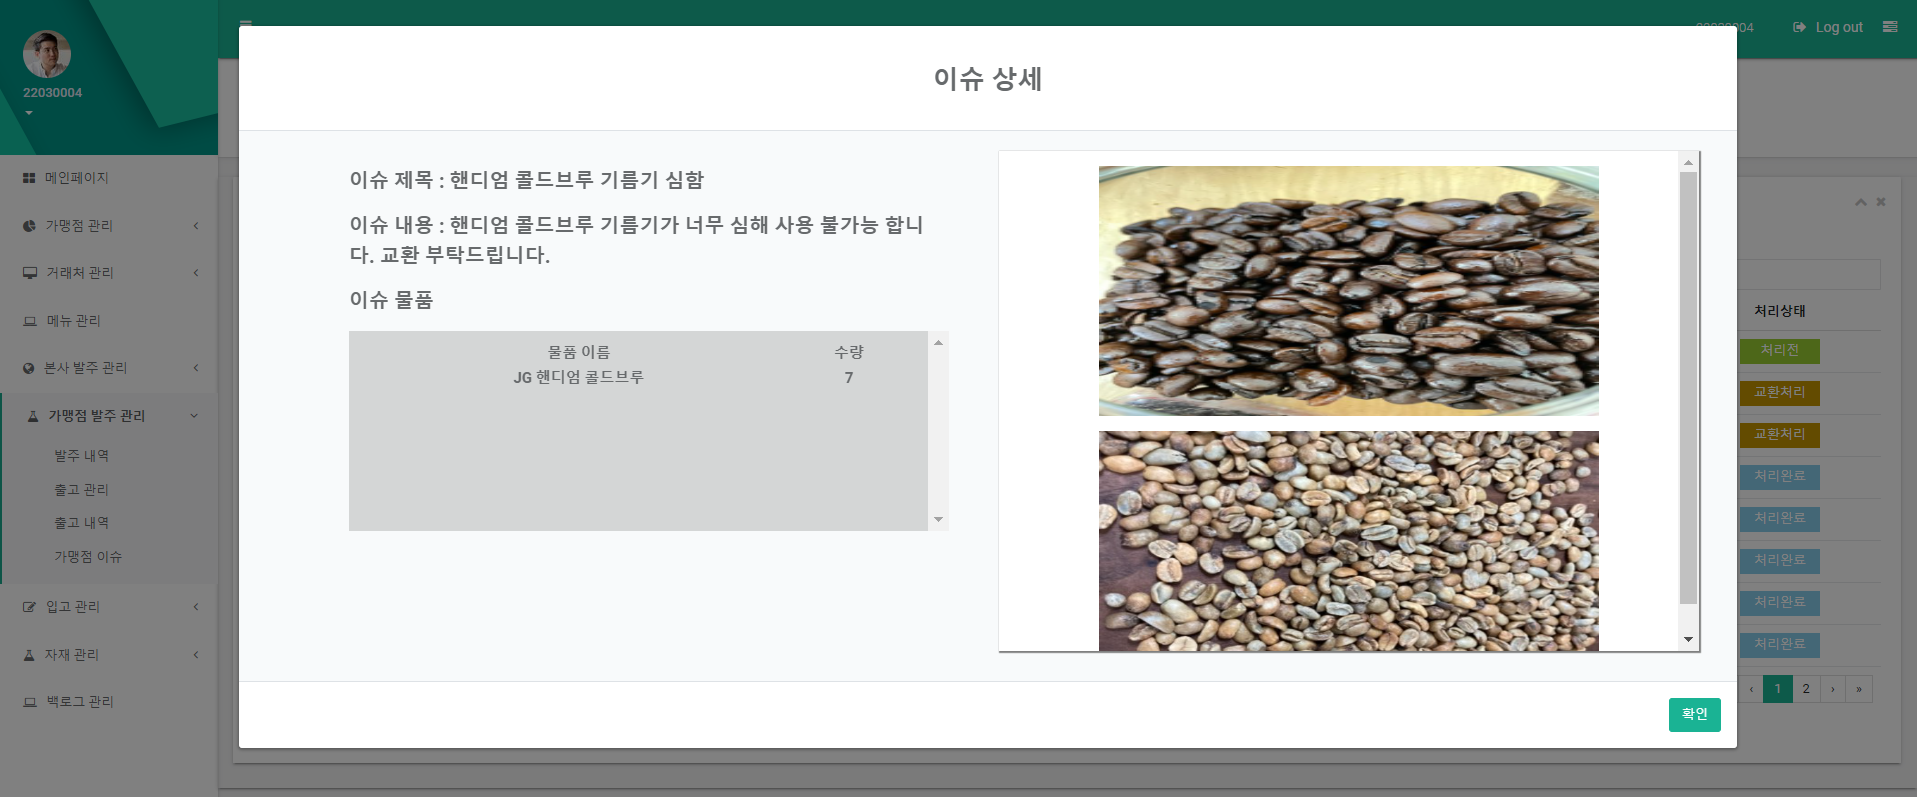 22030004
메인페이지
가맹점 관리
거래처 관리
메뉴 관리
본사 발주 관리
가맹점 발주 관리
발주 내역
출고 관리
출고 내역
가맹점 이슈
입고 관리
자재 관리
백로그 관리
Log out
이슈 상세
이슈 제목 : 핸디엄 콜드브루 기름기 심함
이슈 내용 : 핸디엄 콜드브루 기름기가 너무 심해 사용 불가능 합니
다. 교환 부탁드립니다.
이슈 물품
물품 이름 수량
JG 핸디엄 콜드브루 7
처리상태
처리전
교환처리
교환처리
처리완료
처리완료
처리완료
처리완료
처리완료
‹ 1 2 › »
확인